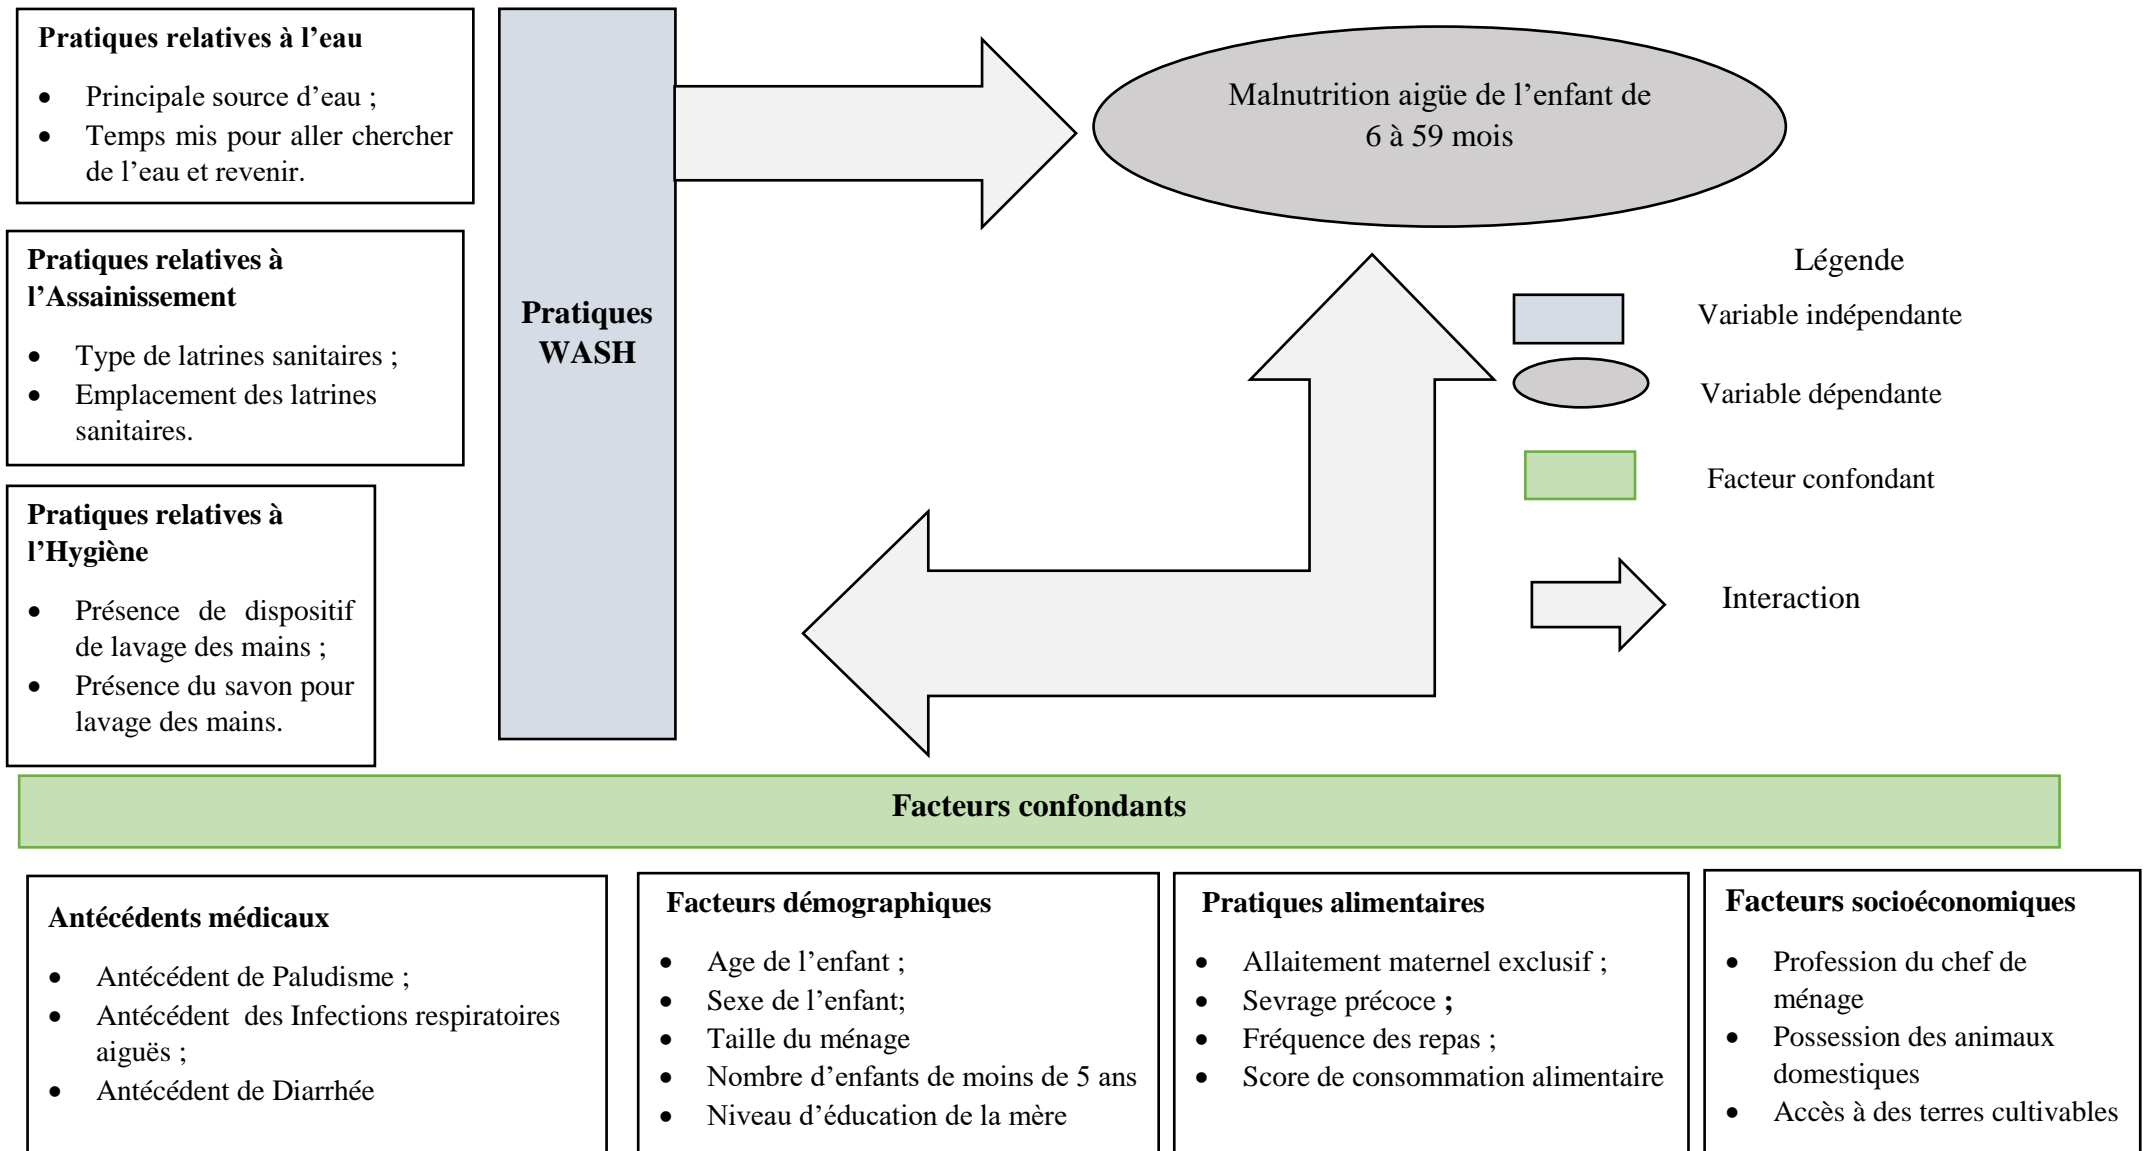 Pratiques relatives à l’eau
• Principale source d’eau ;
• Temps mis pour aller chercher
de l’eau et revenir.
Pratiques relatives à
l’Assainissement
• Type de latrines sanitaires ;
• Emplacement des latrines
sanitaires.
Pratiques relatives à
l’Hygiène
• Présence de dispositif
de lavage des mains ;
• Présence du savon pour
lavage des mains.
Pratiques
WASH
Malnutrition aigüe de l’enfant de
6 à 59 mois
Légende
Variable indépendante
Variable dépendante
Facteur confondant
Interaction
Facteurs confondants
Antécédents médicaux
• Antécédent de Paludisme ;
• Antécédent des Infections respiratoires
aiguës ;
• Antécédent de Diarrhée
Facteurs démographiques
• Age de l’enfant ;
• Sexe de l’enfant;
• Taille du ménage
• Nombre d’enfants de moins de 5 ans
• Niveau d’éducation de la mère
Pratiques alimentaires
• Allaitement maternel exclusif ;
• Sevrage précoce ;
• Fréquence des repas ;
• Score de consommation alimentaire
Facteurs socioéconomiques
• Profession du chef de
ménage
• Possession des animaux
domestiques
• Accès à des terres cultivables